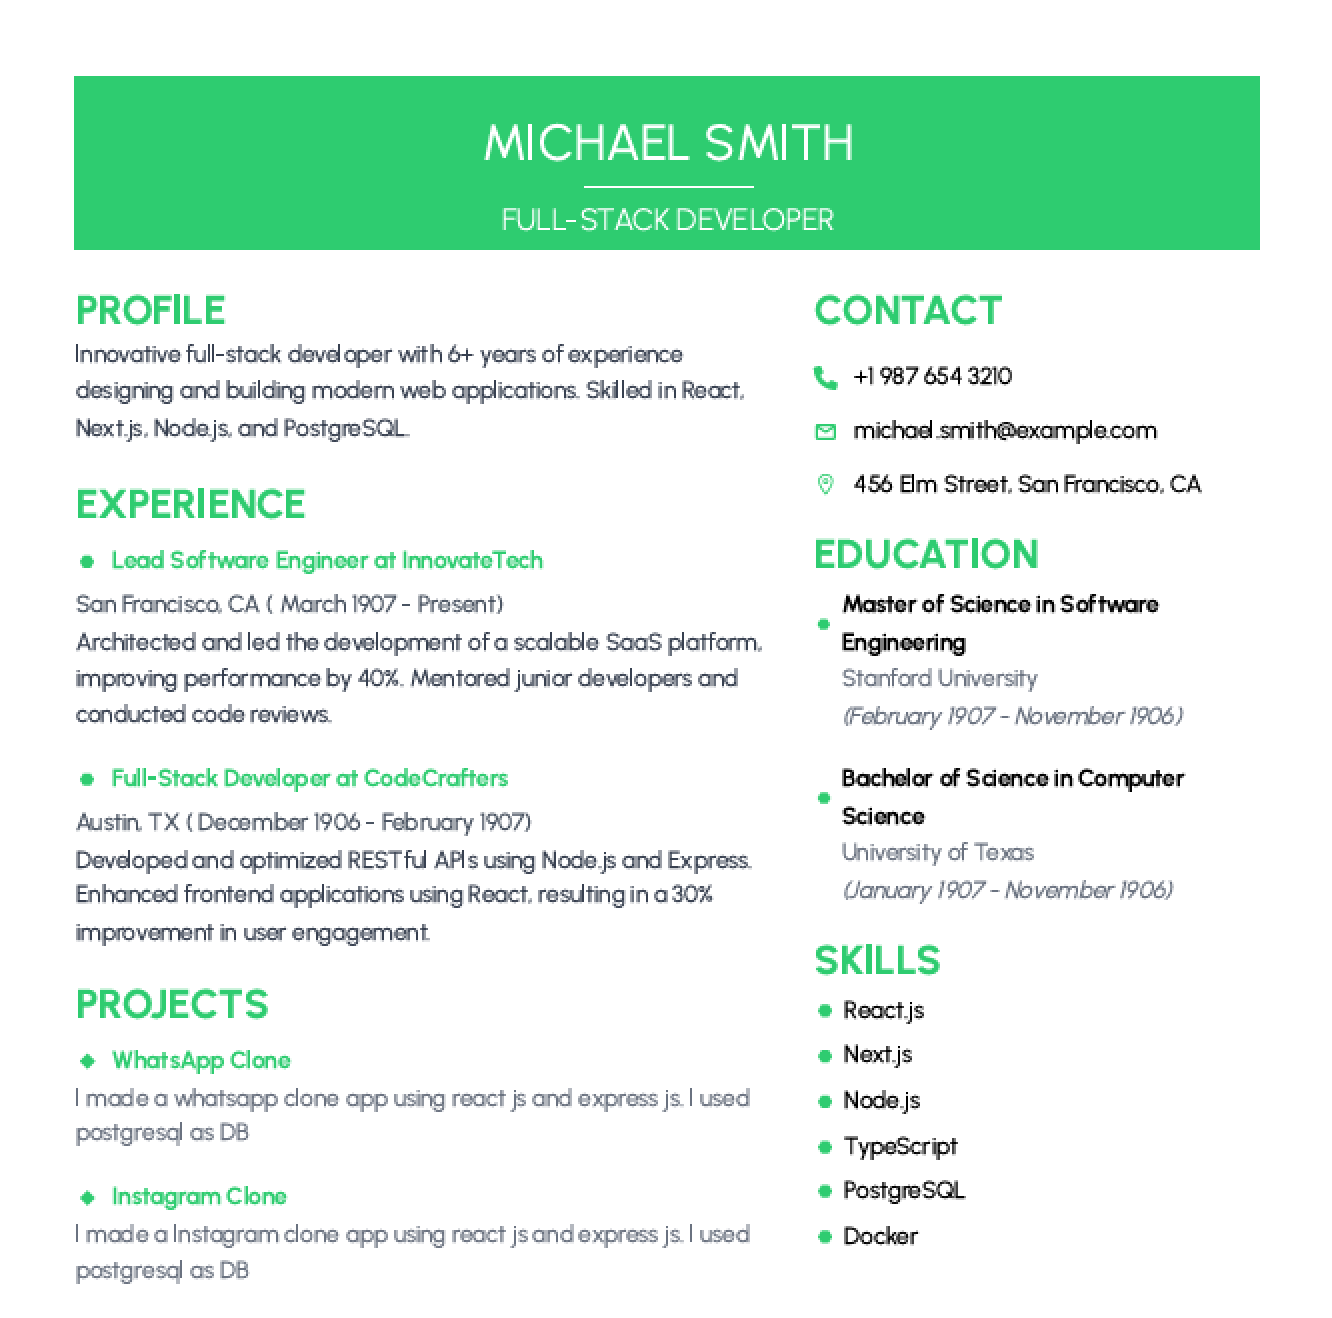 MICHAEL SMITH
FULL-STACK DEVELOPER
PROFILE
Innovative full-stack developer with 6+ years of experience
designing and building modern web applications. Skilled in React,
Next.js, Node.js, and PostgreSQL.
EXPERIENCE
Lead Software Engineer at InnovateTech
San Francisco, CA ( March 1907 - Present)
Architected and led the development of a scalable SaaS platform,
improving performance by 40%. Mentored junior developers and
conducted code reviews.
Full-Stack Developer at CodeCrafters
Austin, TX ( December 1906 - February 1907)
Developed and optimized RESTful APIs using Node.js and Express.
Enhanced frontend applications using React, resulting in a 30%
improvement in user engagement.
PROJECTS
WhatsApp Clone
I made a whatsapp clone app using react js and express js. I used
postgresql as DB
Instagram Clone
I made a Instagram clone app using react js and express js. I used
postgresql as DB
CONTACT
+1 987 654 3210
michael.smith@example.com
456 Elm Street, San Francisco, CA
EDUCATION
Master of Science in Software
Engineering
Stanford University
(February 1907 - November 1906)
Bachelor of Science in Computer
Science
University of Texas
(January 1907 - November 1906)
SKILLS
React.js
Next.js
Node.js
TypeScript
PostgreSQL
Docker